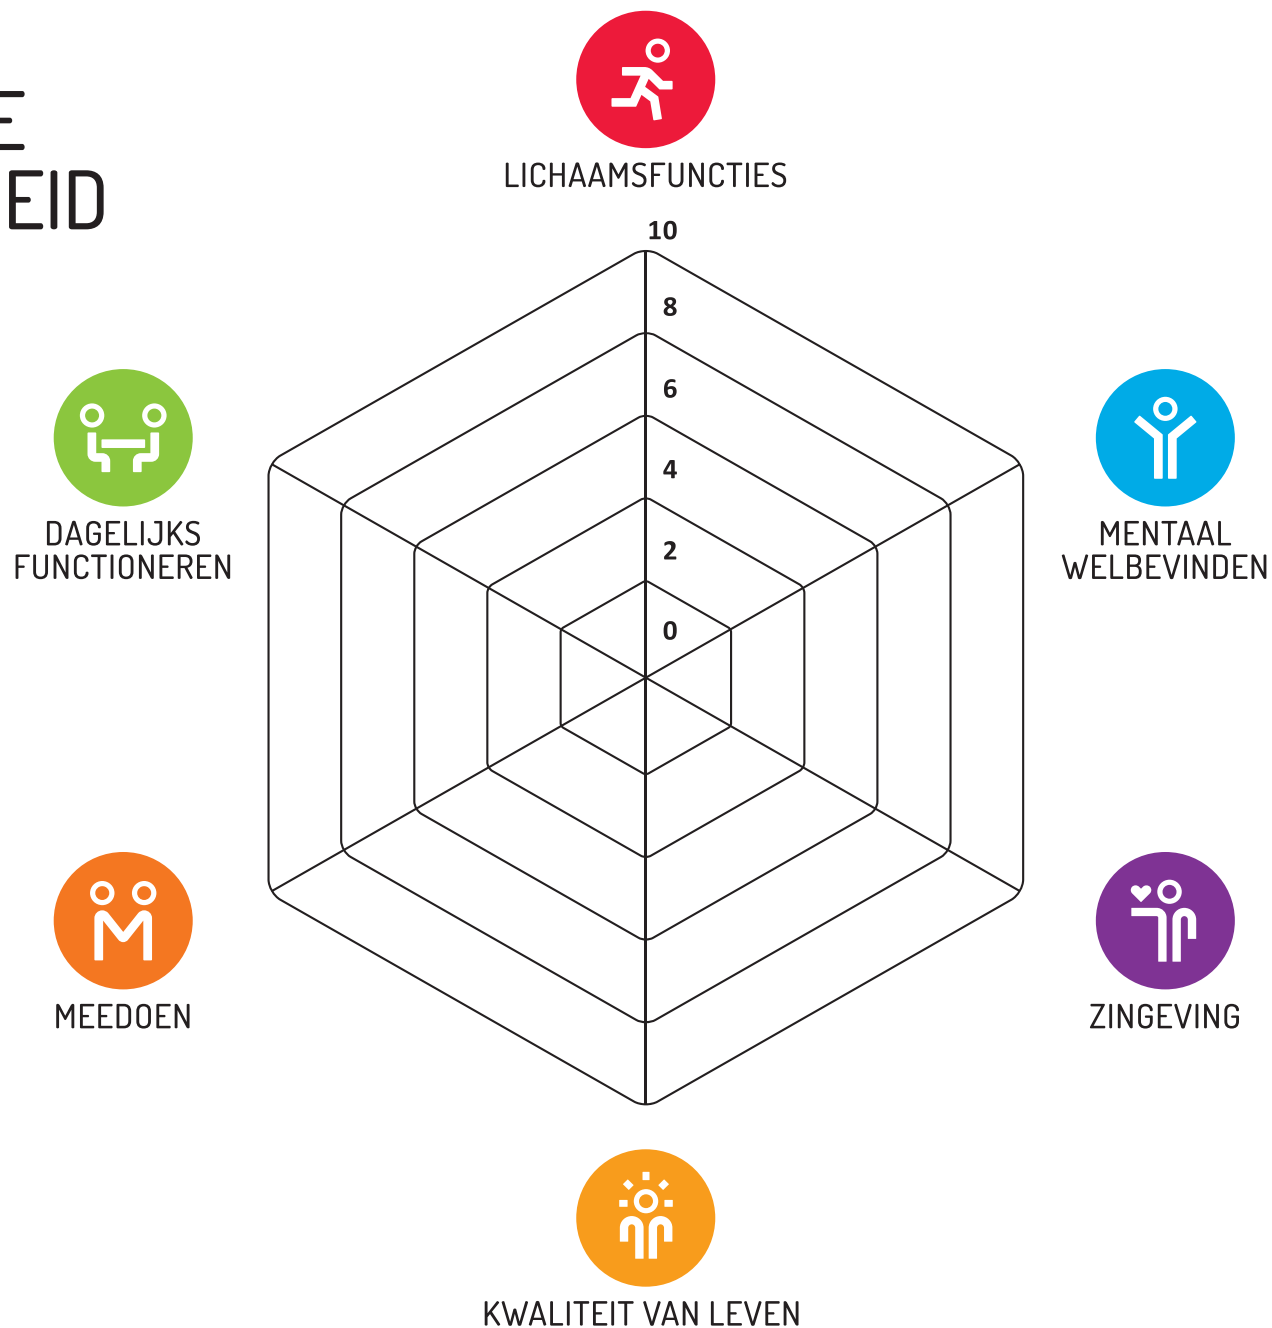 E
EID
LICHAAMSFUNCTIES
10
8
6
4
2
0
DAGELIJKS
FUNCTIONEREN
MENTAAL
WELBEVINDEN
MEEDOEN
ZINGEVING
KWALITEIT VAN LEVEN